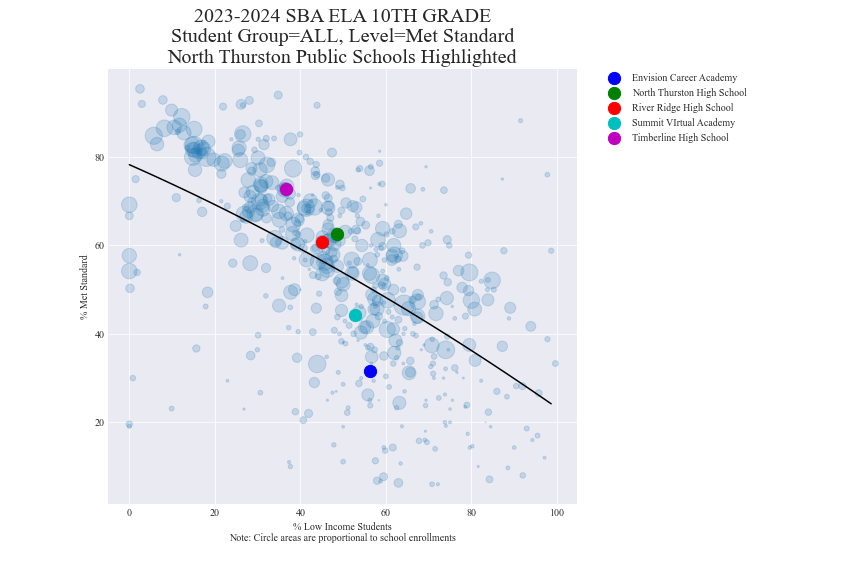 2023-2024 SBA ELA 10TH GRADE
Student Group=ALL, Level=Met Standard
North Thurston Public Schools Highlighted
Envision Career Academy
North Thurston High School
River Ridge High School
Summit VIrtual Academy
Timberline High School
% Met Standard
80
60
40
20
0 20 40 60 80 100
% Low Income Students
Note: Circle areas are proportional to school enrollments